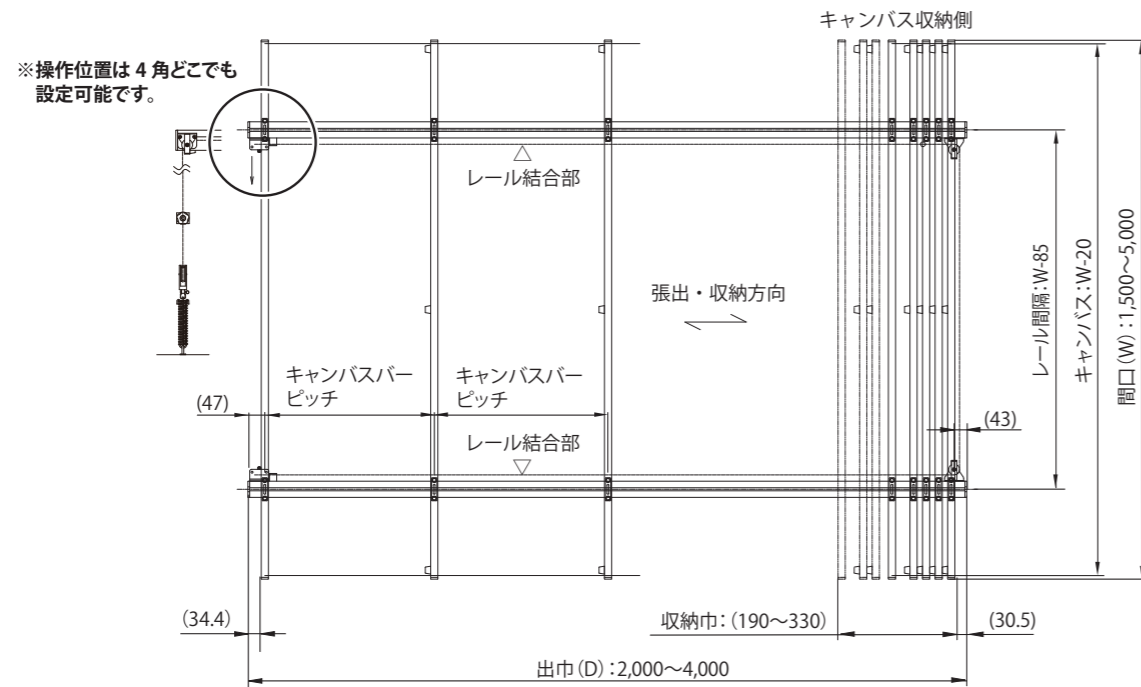 キャンバス収納側
※操作位置は 4 角どこでも
設定可能です。
レール結合部
張出・収納方向
レール間隔:W-85
キャンバス:W-20
間口(W):1,500～5,000
キャンバスバー
ピッチ
キャンバスバー
ピッチ
(47)
(43)
レール結合部
(34.4)
収納巾:(190～330)
(30.5)
出巾(D):2,000～4,000